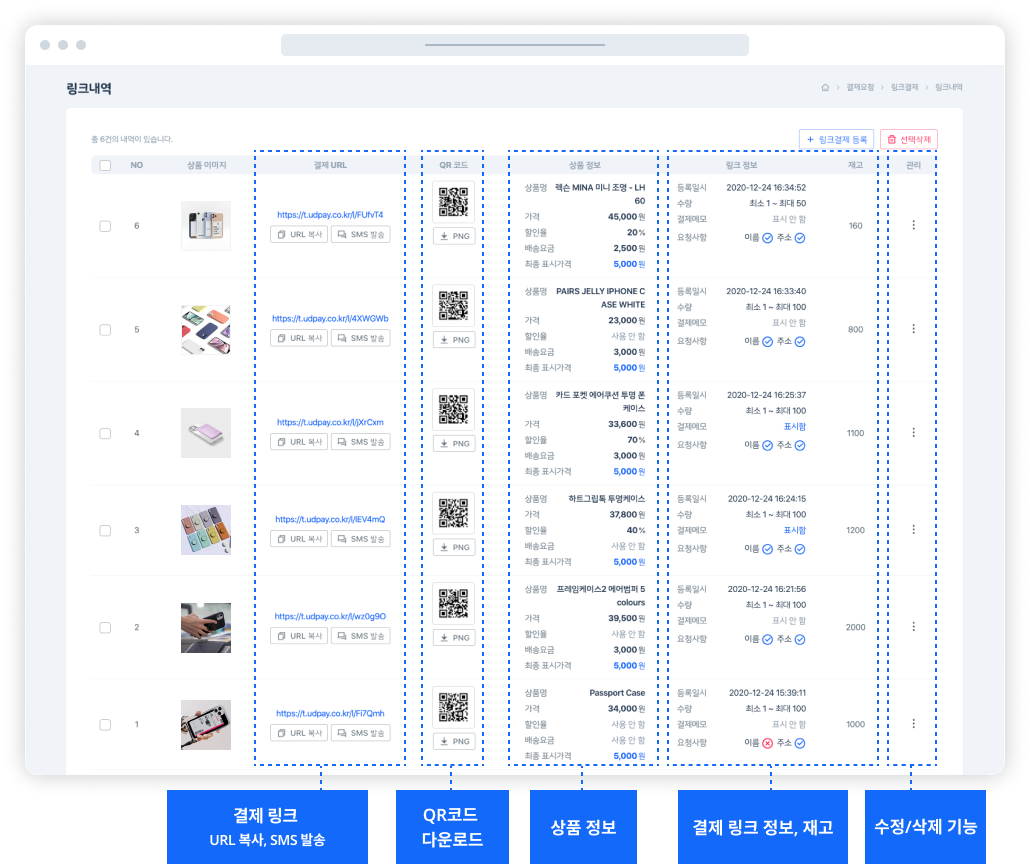 링크내역
결제요청 > 링크결제 > 링크내역
총 6건의 내역이 있습니다.
+ 링크결제 등록
선택삭제
NO 상품 이미지 결제 URL QR 코드 상품 정보 링크 정보 재고 관리
6
https://t.udpay.co.kr/l/FUfvT4
URL 복사 SMS 발송
PNG
상품명 렉슨 MINA 미니 조명 - LH
60
가격 45,000원
할인율 20%
배송요금 2,500원
최종 표시가격 5,000원
등록일시 2020-12-24 16:34:52
수량 최소 1 ~ 최대 50
결제메모 표시 안 함
요청사항 이름 주소
160
5
https://t.udpay.co.kr/l/4XWGWb
URL 복사 SMS 발송
PNG
상품명 PAIRS JELLY IPHONE C
ASE WHITE
가격 23,000원
할인율 사용 안 함
배송요금 3,000원
최종 표시가격 5,000원
등록일시 2020-12-24 16:33:40
수량 최소 1 ~ 최대 100
결제메모 표시 안 함
요청사항 이름 주소
800
4
https://t.udpay.co.kr/l/jXrCxm
URL 복사 SMS 발송
PNG
상품명 카드 포켓 에어쿠션 투명 폰
케이스
가격 33,600원
할인율 70%
배송요금 3,000원
최종 표시가격 5,000원
등록일시 2020-12-24 16:25:37
수량 최소 1 ~ 최대 100
결제메모 표시함
요청사항 이름 주소
1100
3
https://t.udpay.co.kr/l/lEV4mQ
URL 복사 SMS 발송
PNG
상품명 하트그립톡 투명케이스
가격 37,800원
할인율 40%
배송요금 사용 안 함
최종 표시가격 5,000원
등록일시 2020-12-24 16:24:15
수량 최소 1 ~ 최대 100
결제메모 표시함
요청사항 이름 주소
1200
2
https://t.udpay.co.kr/l/wz0g9O
URL 복사 SMS 발송
PNG
상품명 프레임케이스2 에어범퍼 5
colours
가격 39,500원
할인율 사용 안 함
배송요금 3,000원
최종 표시가격 5,000원
등록일시 2020-12-24 16:21:56
수량 최소 1 ~ 최대 100
결제메모 표시 안 함
요청사항 이름 주소
2000
1
https://t.udpay.co.kr/l/Fi7Qmh
URL 복사 SMS 발송
PNG
상품명 Passport Case
가격 34,000원
할인율 사용 안 함
배송요금 사용 안 함
최종 표시가격 5,000원
등록일시 2020-12-24 15:39:11
수량 최소 1 ~ 최대 100
결제메모 표시 안 함
요청사항 이름 주소
1000
결제 링크
URL 복사, SMS 발송
QR코드
다운로드
상품 정보
결제 링크 정보, 재고
수정/삭제 기능